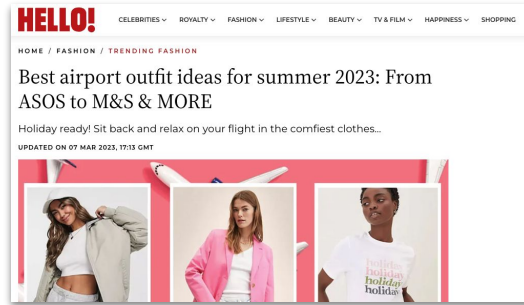 HELLO!
CELEBRITIES ROYALTY FASHION LIFESTYLE BEAUTY TV & FILM HAPPINESS SHOPPING
HOME / FASHION / TRENDING FASHION
Best airport outfit ideas for summer 2023: From
ASOS to M&S & MORE
Holiday ready! Sit back and relax on your flight in the comfiest clothes...
UPDATED ON 07 MAR 2023, 17:13 GMT
holiday
holiday
holiday
holiday